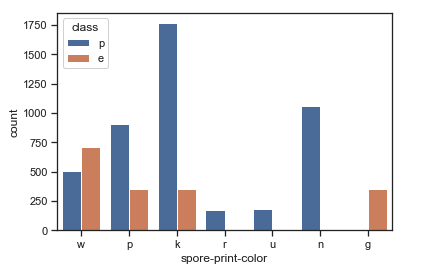 class
p
e
1750
1500
1250
1000
750
500
250
0
count
w p k r u n g
spore-print-color